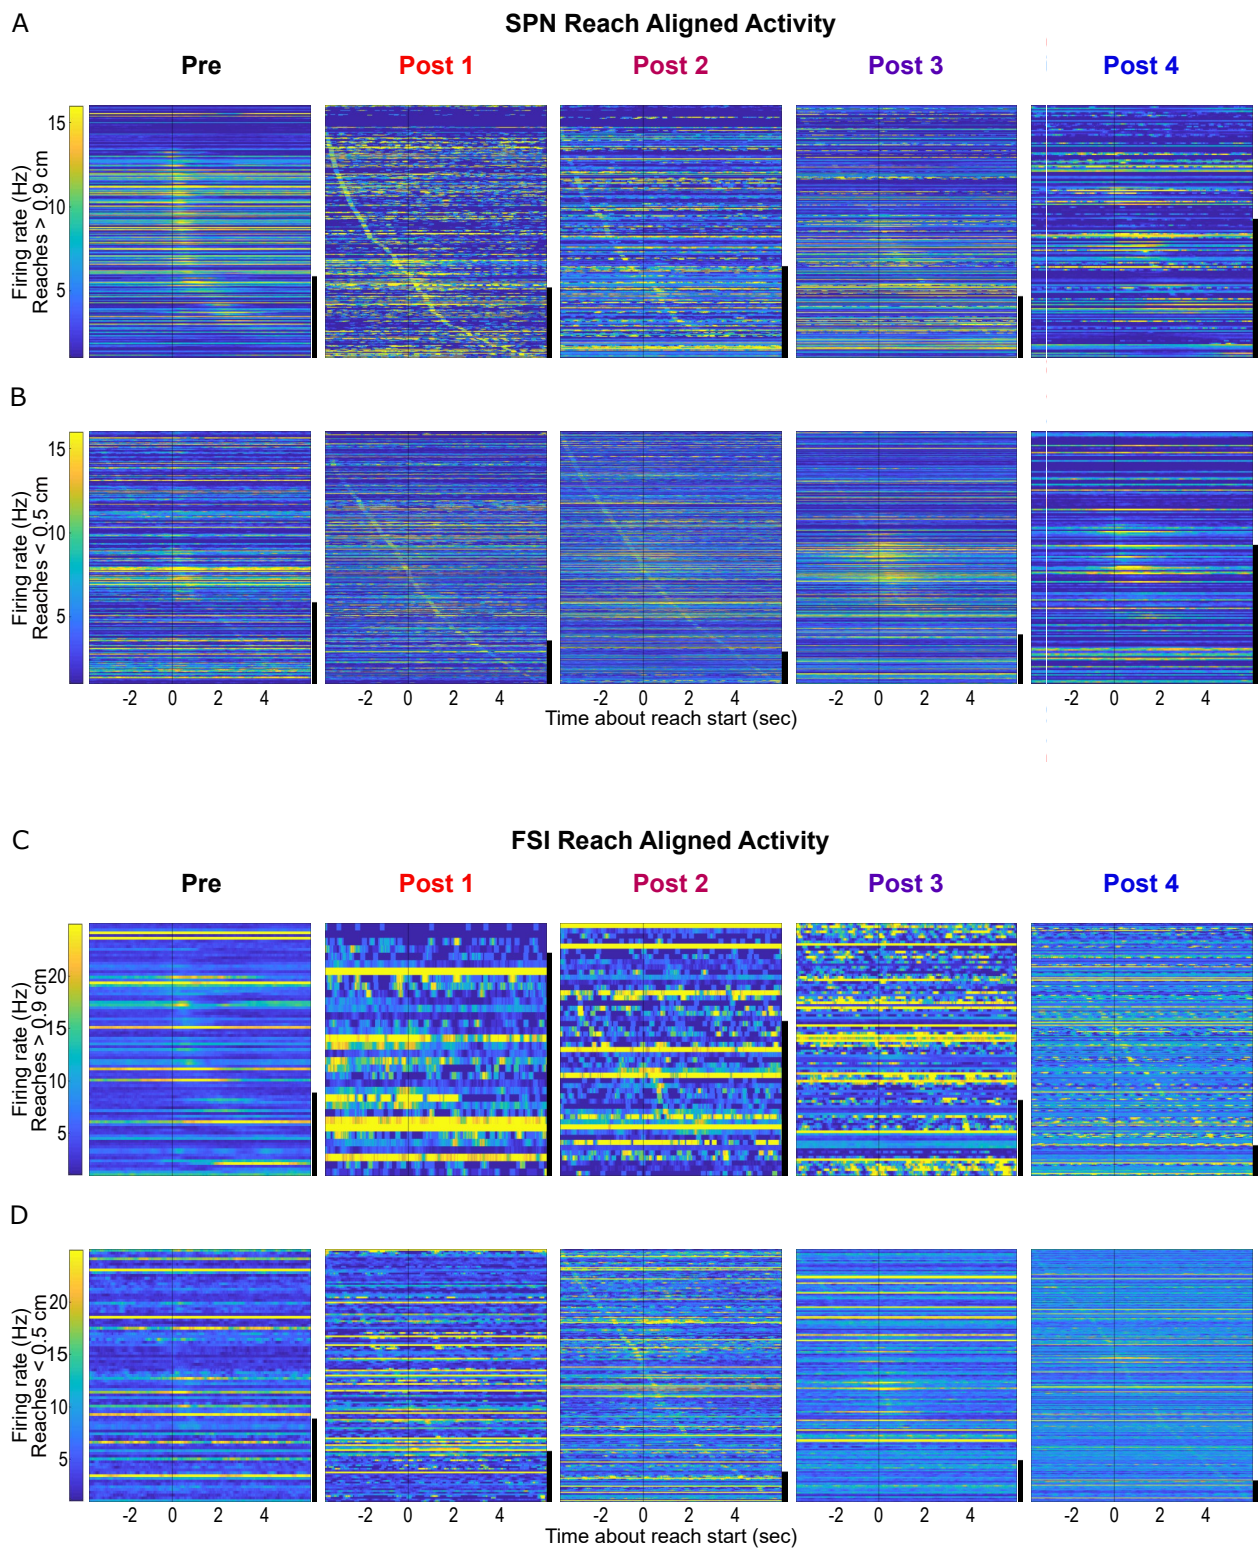 A
SPN Reach Aligned Activity
Pre
Post 1
Post 2
Post 3
Post 4
Firing rate (Hz)
Reaches > 0.9 cm
15
10
5
B
Firing rate (Hz)
Reaches < 0.5 cm
15
10
5
-2 0 2 4
-2 0 2 4
-2 0 2 4
-2 0 2 4
-2 0 2 4
Time about reach start (sec)
C
FSI Reach Aligned Activity
Pre
Post 1
Post 2
Post 3
Post 4
Firing rate (Hz)
Reaches > 0.9 cm
20
15
10
5
D
Firing rate (Hz)
Reaches < 0.5 cm
20
15
10
5
-2 0 2 4
-2 0 2 4
-2 0 2 4
-2 0 2 4
-2 0 2 4
Time about reach start (sec)